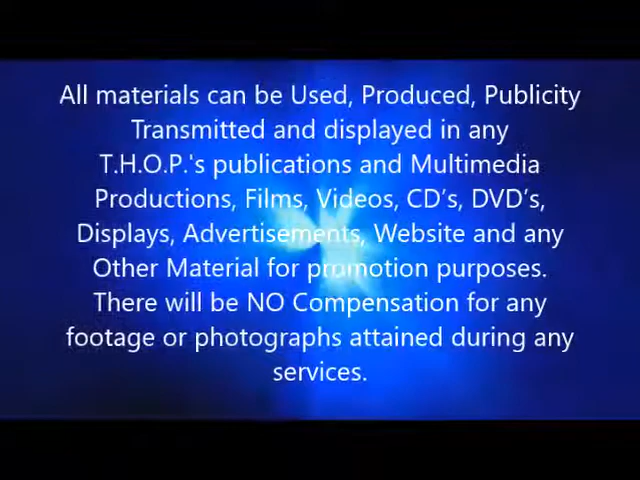 All materials can be Used, Produced, Publicity
Transmitted and displayed in any
T.H.O.P.'s publications and Multimedia
Productions, Films, Videos, CD’s, DVD’s,
Displays, Advertisements, Website and any
Other Material for promotion purposes.
There will be NO Compensation for any
footage or photographs attained during any
services.